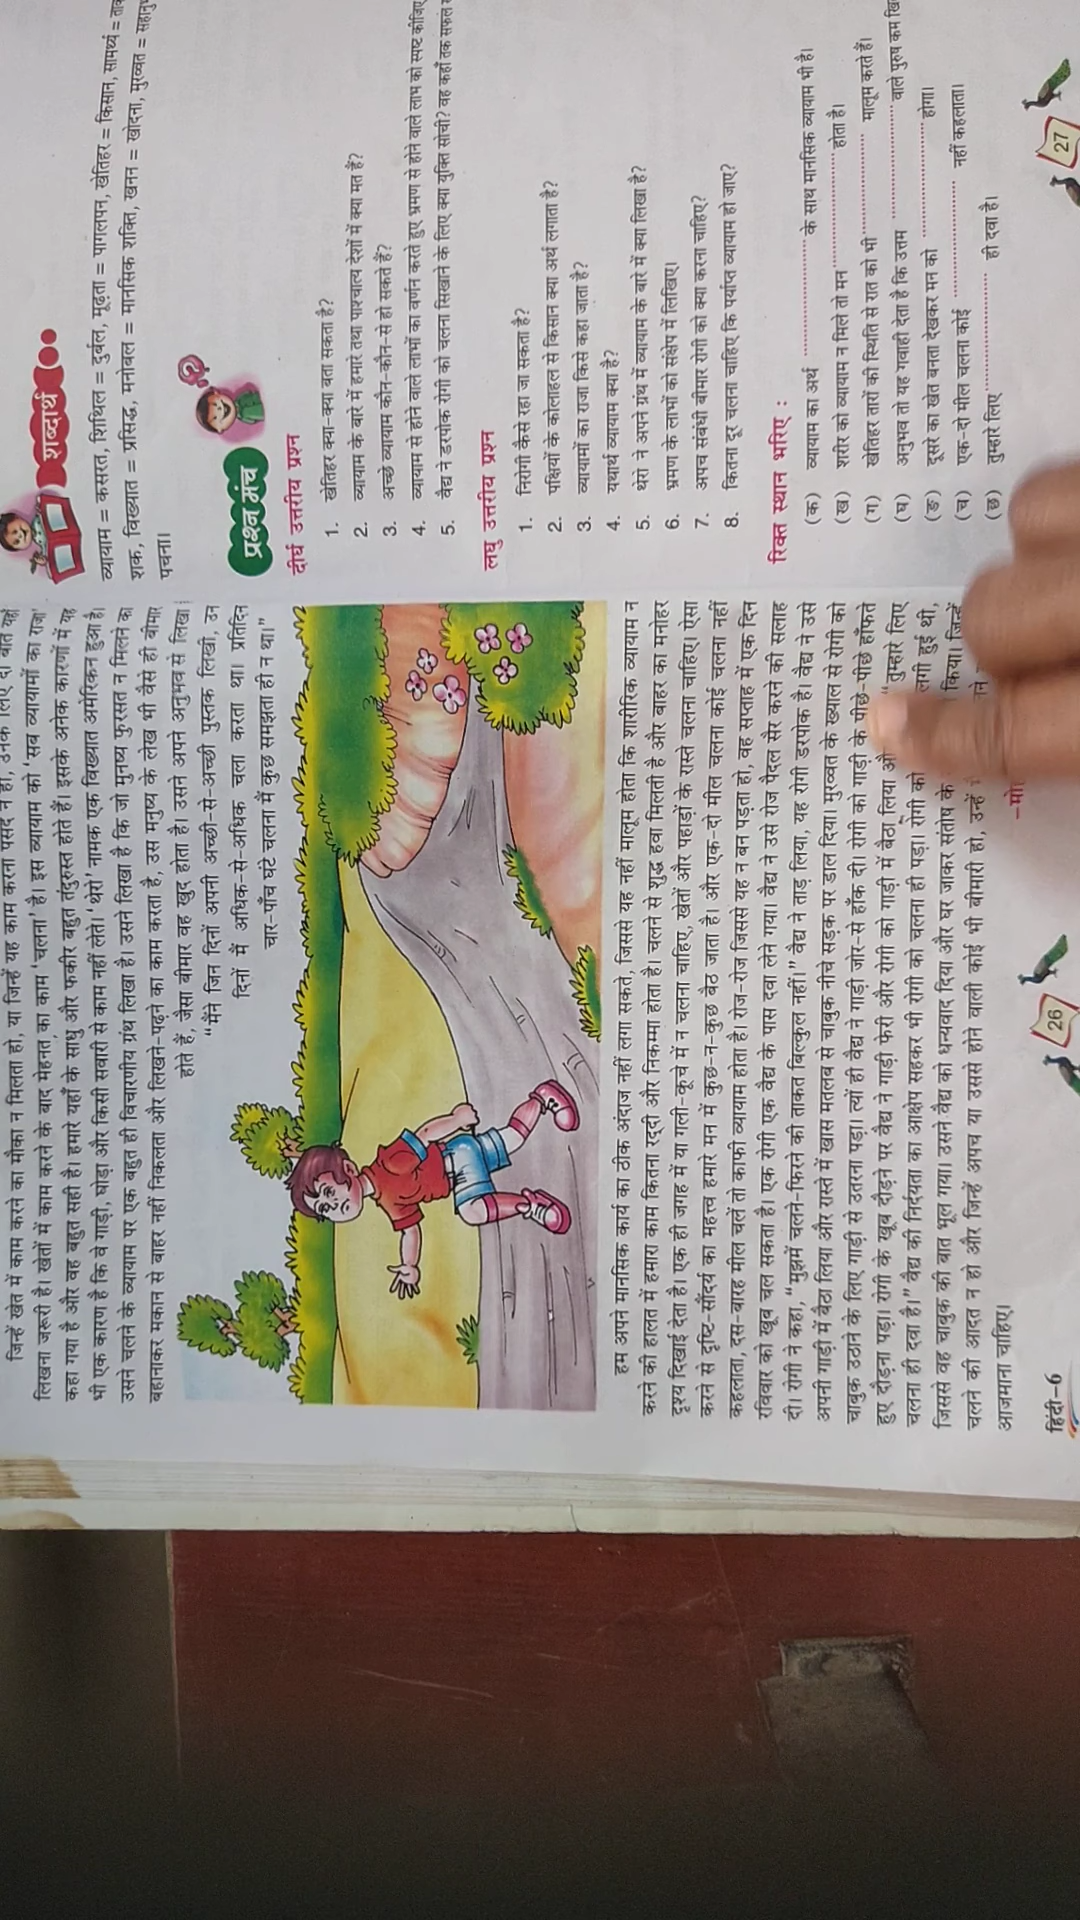 जिन्हें खेत में काम करने का मौका न मिलता हो, या जिन्हें यह काम करना पसंद न हो, उनके लिए दो बातें यहाँ
लिखना जरूरी है। खेतों में काम करने के बाद मेहनत का काम 'चलना' है। इस व्यायाम को 'सब व्यायामों का राजा'
कहा गया है और वह बहुत सही है। हमारे यहाँ के साधु और फकीर बहुत तंदुरुस्त होते हैं। इसके अनेक कारणों में यह
भी एक कारण है कि वे गाड़ी, घोड़ा और किसी सवारी से काम नहीं लेते। 'थेरो' नामक एक विख्यात अमेरिकन हुआ है।
उसने चलने के व्यायाम पर एक बहुत ही विचारणीय ग्रंथ लिखा है। उसने लिखा है कि जो मनुष्य फुरसत न मिलने का
बहानाकर मकान से बाहर नहीं निकलता और लिखने-पढ़ने का काम करता है, उस मनुष्य के लेख भी वैसे ही बीमार
होते हैं, जैसा बीमार वह खुद होता है। उसने अपने अनुभव से लिखा
"मैंने जिन दिनों अपनी अच्छी-से-अच्छी पुस्तक लिखी, उन
दिनों मैं अधिक-से-अधिक चला करता था। प्रतिदिन
चार-पाँच घंटे चलना मैं कुछ समझता ही न था।"
हम अपने मानसिक कार्य का ठीक अंदाज नहीं लगा सकते, जिससे यह नहीं मालूम होता कि शारीरिक व्यायाम न
करने की हालत में हमारा काम कितना रद्दी और निकम्मा होता है। चलने से शुद्ध हवा मिलती है और बाहर का मनोहर
दृश्य दिखाई देता है। एक ही जगह में या गली-कूचे में न चलना चाहिए, खेतों और पहाड़ों के रास्ते चलना चाहिए। ऐसा
करने से दृष्टि-सौंदर्य का महत्त्व हमारे मन में कुछ-न-कुछ बैठ जाता है। और एक-दो मील चलना कोई चलना नहीं
कहलाता, दस-बारह मील चलें तो काफी व्यायाम होता है। रोज-रोज जिससे यह न बन पड़ता हो, वह सप्ताह में एक दिन
रविवार को खूब चल सकता है। एक रोगी एक वैद्य के पास दवा लेने गया। वैद्य ने उसे रोज पैदल सैर करने की सलाह
दी। रोगी ने कहा, "मुझमें चलने-फिरने की ताकत बिल्कुल नहीं।" वैद्य ने ताड़ लिया, यह रोगी डरपोक है। वैद्य ने उसे
अपनी गाड़ी में बैठा लिया और रास्ते में खास मतलब से चाबुक नीचे सड़क पर डाल दिया। मुरव्वत के ख्याल से रोगी को
चाबुक उठाने के लिए गाड़ी से उतरना पड़ा। त्यों ही वैद्य ने गाड़ी जोर-से हाँक दी। रोगी को गाड़ी के पीछे-पीछे हाँफते
हुए दौड़ना पड़ा। रोगी के खूब दौड़ने पर वैद्य ने गाड़ी फेरी और रोगी को गाड़ी में बैठा लिया "तुम्हारे लिए
चलना ही दवा है।" वैद्य की निर्दयता का आक्षेप सहकर भी रोगी को चलना ही पड़ा। रोगी को लगी हुई थी,
जिससे वह चाबुक की बात भूल गया। उसने वैद्य को धन्यवाद दिया और घर जाकर संतोष के किया। जिन्हें
चलने की आदत न हो और जिन्हें अपच या उससे होने वाली कोई भी बीमारी हो, उन्हें
आजमाना चाहिए।
हिंदी-6
26
शब्दार्थ
व्यायाम = कसरत, शिथिल = दुर्बल, मूढ़ता = पागलपन, खेतिहर = किसान, सामर्थ्य =
शक, विख्यात = प्रसिद्ध, मनोबल = मानसिक शक्ति, खनन = खोदना, मुरव्वत =
पचना।
प्रश्न मंच
दीर्घ उत्तरीय प्रश्न
1. खेतिहर क्या-क्या बता सकता है?
2. व्यायाम के बारे में हमारे तथा पाश्चात्य देशों में क्या मत हैं?
3. अच्छे व्यायाम कौन-कौन-से हो सकते हैं?
4. व्यायाम से होने वाले लाभों का वर्णन करते हुए भ्रमण से होने वाले लाभ को स्पष्ट कीजिए
5. वैद्य ने डरपोक रोगी को चलना सिखाने के लिए क्या युक्ति सोची? वह कहाँ तक सफल
लघु उत्तरीय प्रश्न
1. निरोगी कैसे रहा जा सकता है?
2. पक्षियों के कोलाहल से किसान क्या अर्थ लगाता है?
3. व्यायामों का राजा किसे कहा जाता है?
4. यथार्थ व्यायाम क्या है?
5. थेरो ने अपने ग्रंथ में व्यायाम के बारे में क्या लिखा है?
6. भ्रमण के लाभों को संक्षेप में लिखिए।
7. अपच संबंधी बीमार रोगी को क्या करना चाहिए?
8. कितना दूर चलना चाहिए कि पर्याप्त व्यायाम हो जाए?
रिक्त स्थान भरिए :
(क) व्यायाम का अर्थ .................... के साथ मानसिक व्यायाम भी है।
(ख) शरीर को व्यायाम न मिले तो मन .................... होता है।
(ग) खेतिहर तारों की स्थिति से रात को भी .................... मालूम करते हैं।
(घ) अनुभव तो यह गवाही देता है कि उत्तम .................... वाले पुरुष कम
(ङ) दूसरे का खेत बनता देखकर मन को .................... होगा।
(च) एक-दो मील चलना कोई .................... नहीं कहलाता।
(छ) तुम्हारे लिए .................... ही दवा है।
27